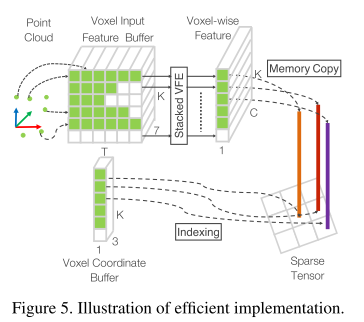 Point
Cloud
Voxel Input
Feature Buffer
Voxel-wise
Feature
K
Memory Copy
K
Stacked VFE
7
C
T
1
K
Indexing
3
1
Voxel Coordinate
Buffer
Sparse
Tensor
Figure 5. Illustration of efficient implementation.